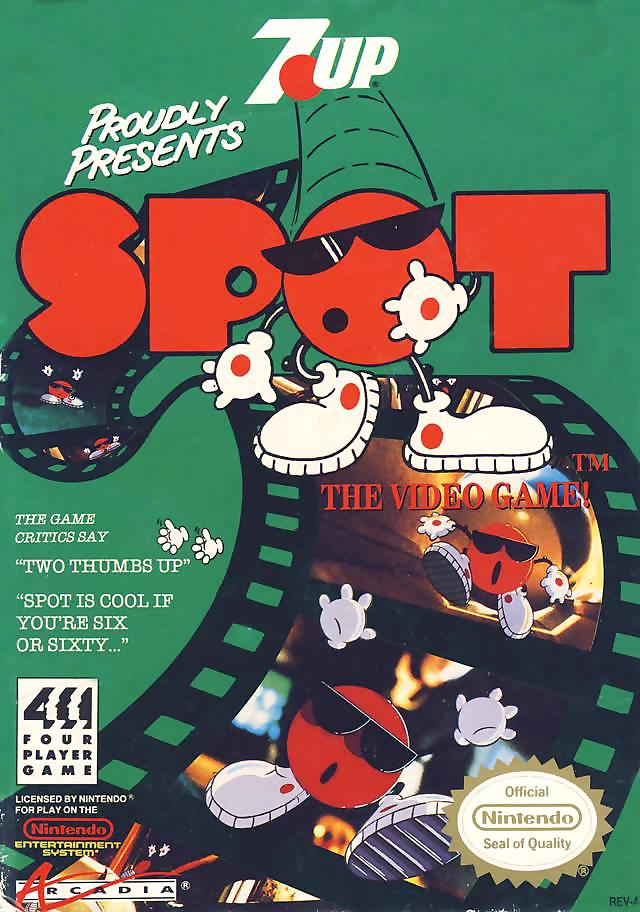 7UP®
PROUDLY
PRESENTS
SPOT
TM
THE VIDEO GAME!
THE GAME
CRITICS SAY
"TWO THUMBS UP"
"SPOT IS COOL IF
YOU'RE SIX
OR SIXTY..."
4
FOUR
PLAYER
GAME
LICENSED BY NINTENDO®
FOR PLAY ON THE
Nintendo
ENTERTAINMENT
SYSTEM®
ARCADIA®
Official
Nintendo
Seal of Quality
®
REV-A